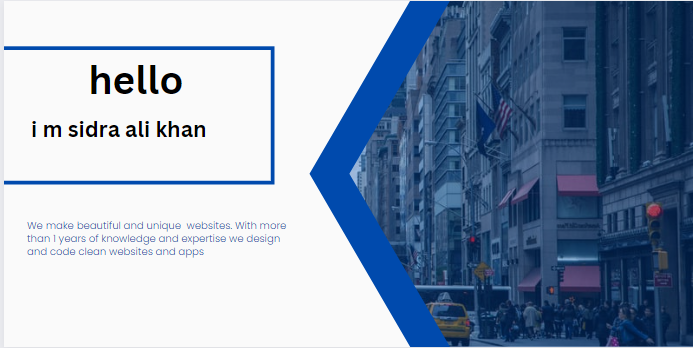 hello
i m sidra ali khan
We make beautiful and unique  websites. With more
than 1 years of knowledge and expertise we design
and code clean websites and apps